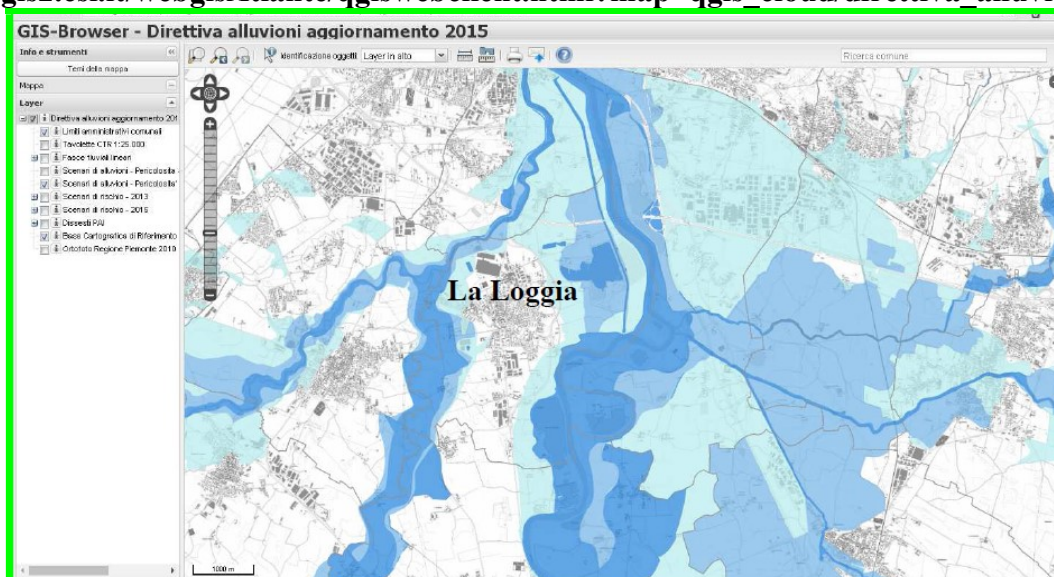 GIS-Browser - Direttiva alluvioni aggiornamento 2015
Info e strumenti
Temi della mappa
Identificazione oggetti Layer in alto
Ricerca comune
Mappa
Layer
Direttiva alluvioni aggiornamento 201
Limiti amministrativi comunali
Tavolette CTR 1:25.000
Fasce fluviali lineari
Scenari di alluvioni - Pericolosita
Scenari di alluvioni - Pericolosita'
Scenari di rischio - 2013
Scenari di rischio - 2015
Dissesti PAI
Base Cartografica di Riferimento
Ortofoto Regione Piemonte 2010
La Loggia
1000 m